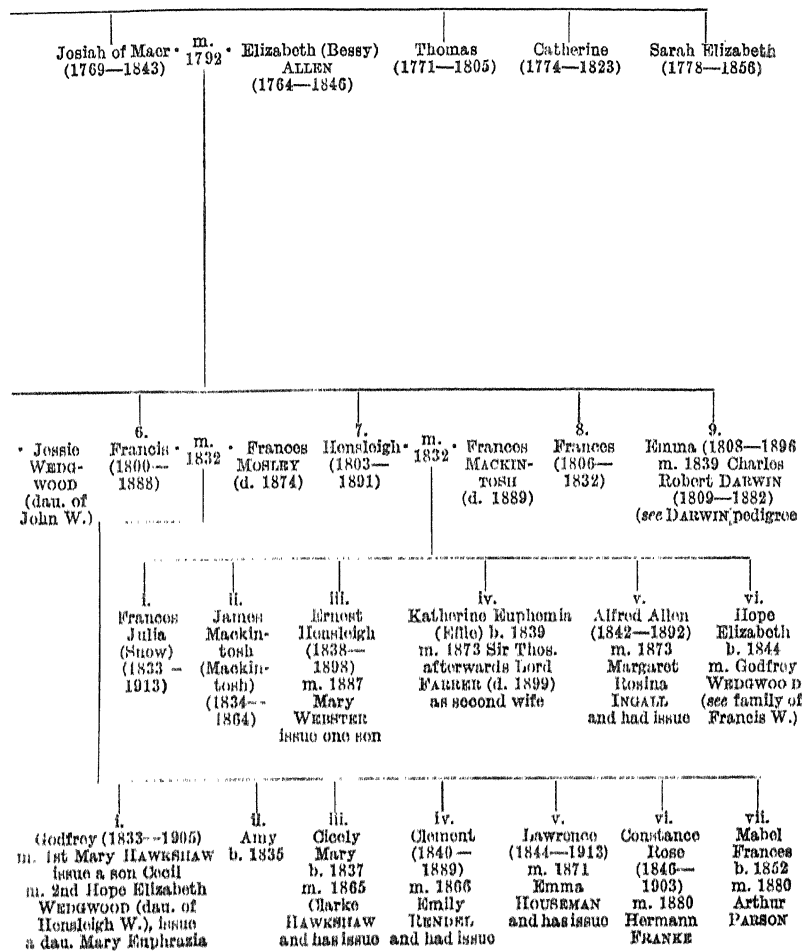 Josiah of Maer · m. 1792 · Elizabeth (Bessy) ALLEN
(1769—1843)
(1764—1846)
Thomas
(1771—1805)
Catherine
(1774—1823)
Sarah Elizabeth
(1778—1856)
· Jessie
WEDG-
WOOD
(dau. of
John W.)
6.
Francis · m. 1832 ·
(1800—
1888)
Frances
MOSLEY
(d. 1874)
7.
Hensleigh · m. 1832 ·
(1803—
1891)
Frances
MACKIN-
TOSH
(d. 1889)
8.
Frances
(1806—
1832)
9.
Emma (1808—1896
m. 1839 Charles
Robert DARWIN
(1809—1882)
(see DARWIN pedigree
i.
Frances
Julia
(Snow)
(1833—
1913)
ii.
James
Mackin-
tosh
(Mackin-
tosh)
(1834—
1864)
iii.
Ernest
Hensleigh
(1838—
1898)
m. 1887
Mary
WEBSTER
issue one son
iv.
Katherine Euphemia
(Effie) b. 1839
m. 1873 Sir Thos.
afterwards Lord
FARRER (d. 1899)
as second wife
v.
Alfred Allen
(1842—1892)
m. 1873
Margaret
Rosina
INGALL
and had issue
vi.
Hope
Elizabeth
b. 1844
m. Godfrey
WEDGWOOD
(see family of
Francis W.)
i.
Godfrey (1833—1905)
m. 1st Mary HAWKSHAW
issue a son Cecil
m. 2nd Hope Elizabeth
WEDGWOOD (dau. of
Hensleigh W.), issue
a dau. Mary Euphrasia
ii.
Amy
b. 1835
iii.
Cicely
Mary
b. 1837
m. 1865
Clarke
HAWKSHAW
and has issue
iv.
Clement
(1840—
1889)
m. 1866
Emily
RENDEL
and had issue
v.
Lawrence
(1844—1913)
m. 1871
Emma
HOUSEMAN
and has issue
vi.
Constance
Rose
(1846—
1903)
m. 1880
Hermann
FRANKE
vii.
Mabel
Frances
b. 1852
m. 1880
Arthur
PARSON